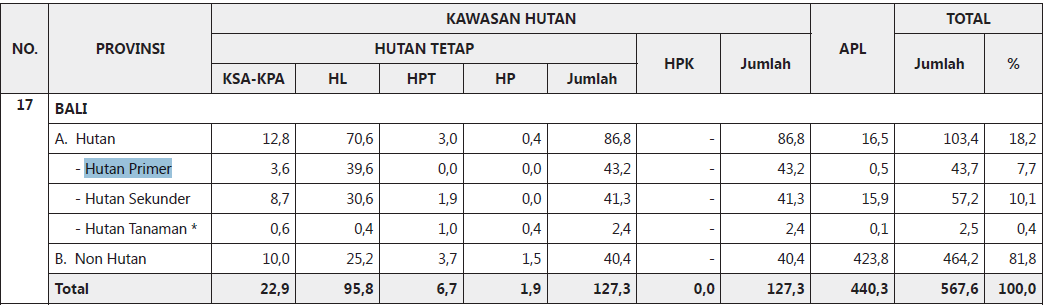 NO. PROVINSI KAWASAN HUTAN APL TOTAL
HUTAN TETAP HPK Jumlah Jumlah %
KSA-KPA HL HPT HP Jumlah
17 BALI
A. Hutan 12,8 70,6 3,0 0,4 86,8 - 86,8 16,5 103,4 18,2
- Hutan Primer 3,6 39,6 0,0 0,0 43,2 - 43,2 0,5 43,7 7,7
- Hutan Sekunder 8,7 30,6 1,9 0,0 41,3 - 41,3 15,9 57,2 10,1
- Hutan Tanaman * 0,6 0,4 1,0 0,4 2,4 - 2,4 0,1 2,5 0,4
B. Non Hutan 10,0 25,2 3,7 1,5 40,4 - 40,4 423,8 464,2 81,8
Total 22,9 95,8 6,7 1,9 127,3 0,0 127,3 440,3 567,6 100,0